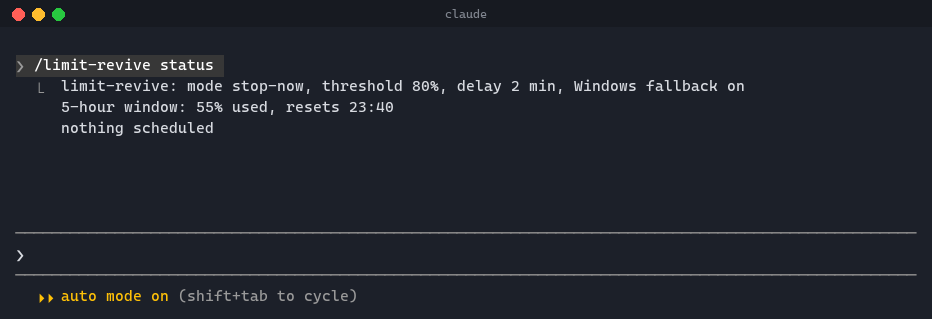 claude
❯ /limit-revive status
└ limit-revive: mode stop-now, threshold 80%, delay 2 min, Windows fallback on
5-hour window: 55% used, resets 23:40
nothing scheduled
❯
⏵⏵ auto mode on (shift+tab to cycle)